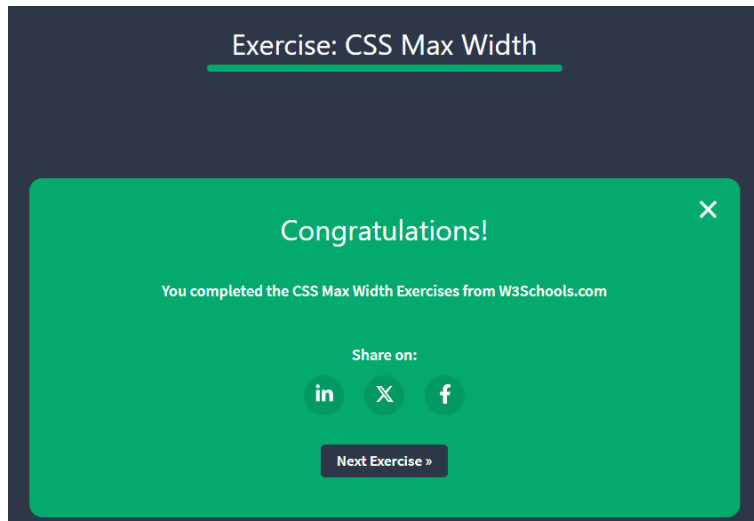 Exercise: CSS Max Width
Congratulations!
You completed the CSS Max Width Exercises from W3Schools.com
Share on:
in X f
Next Exercise »